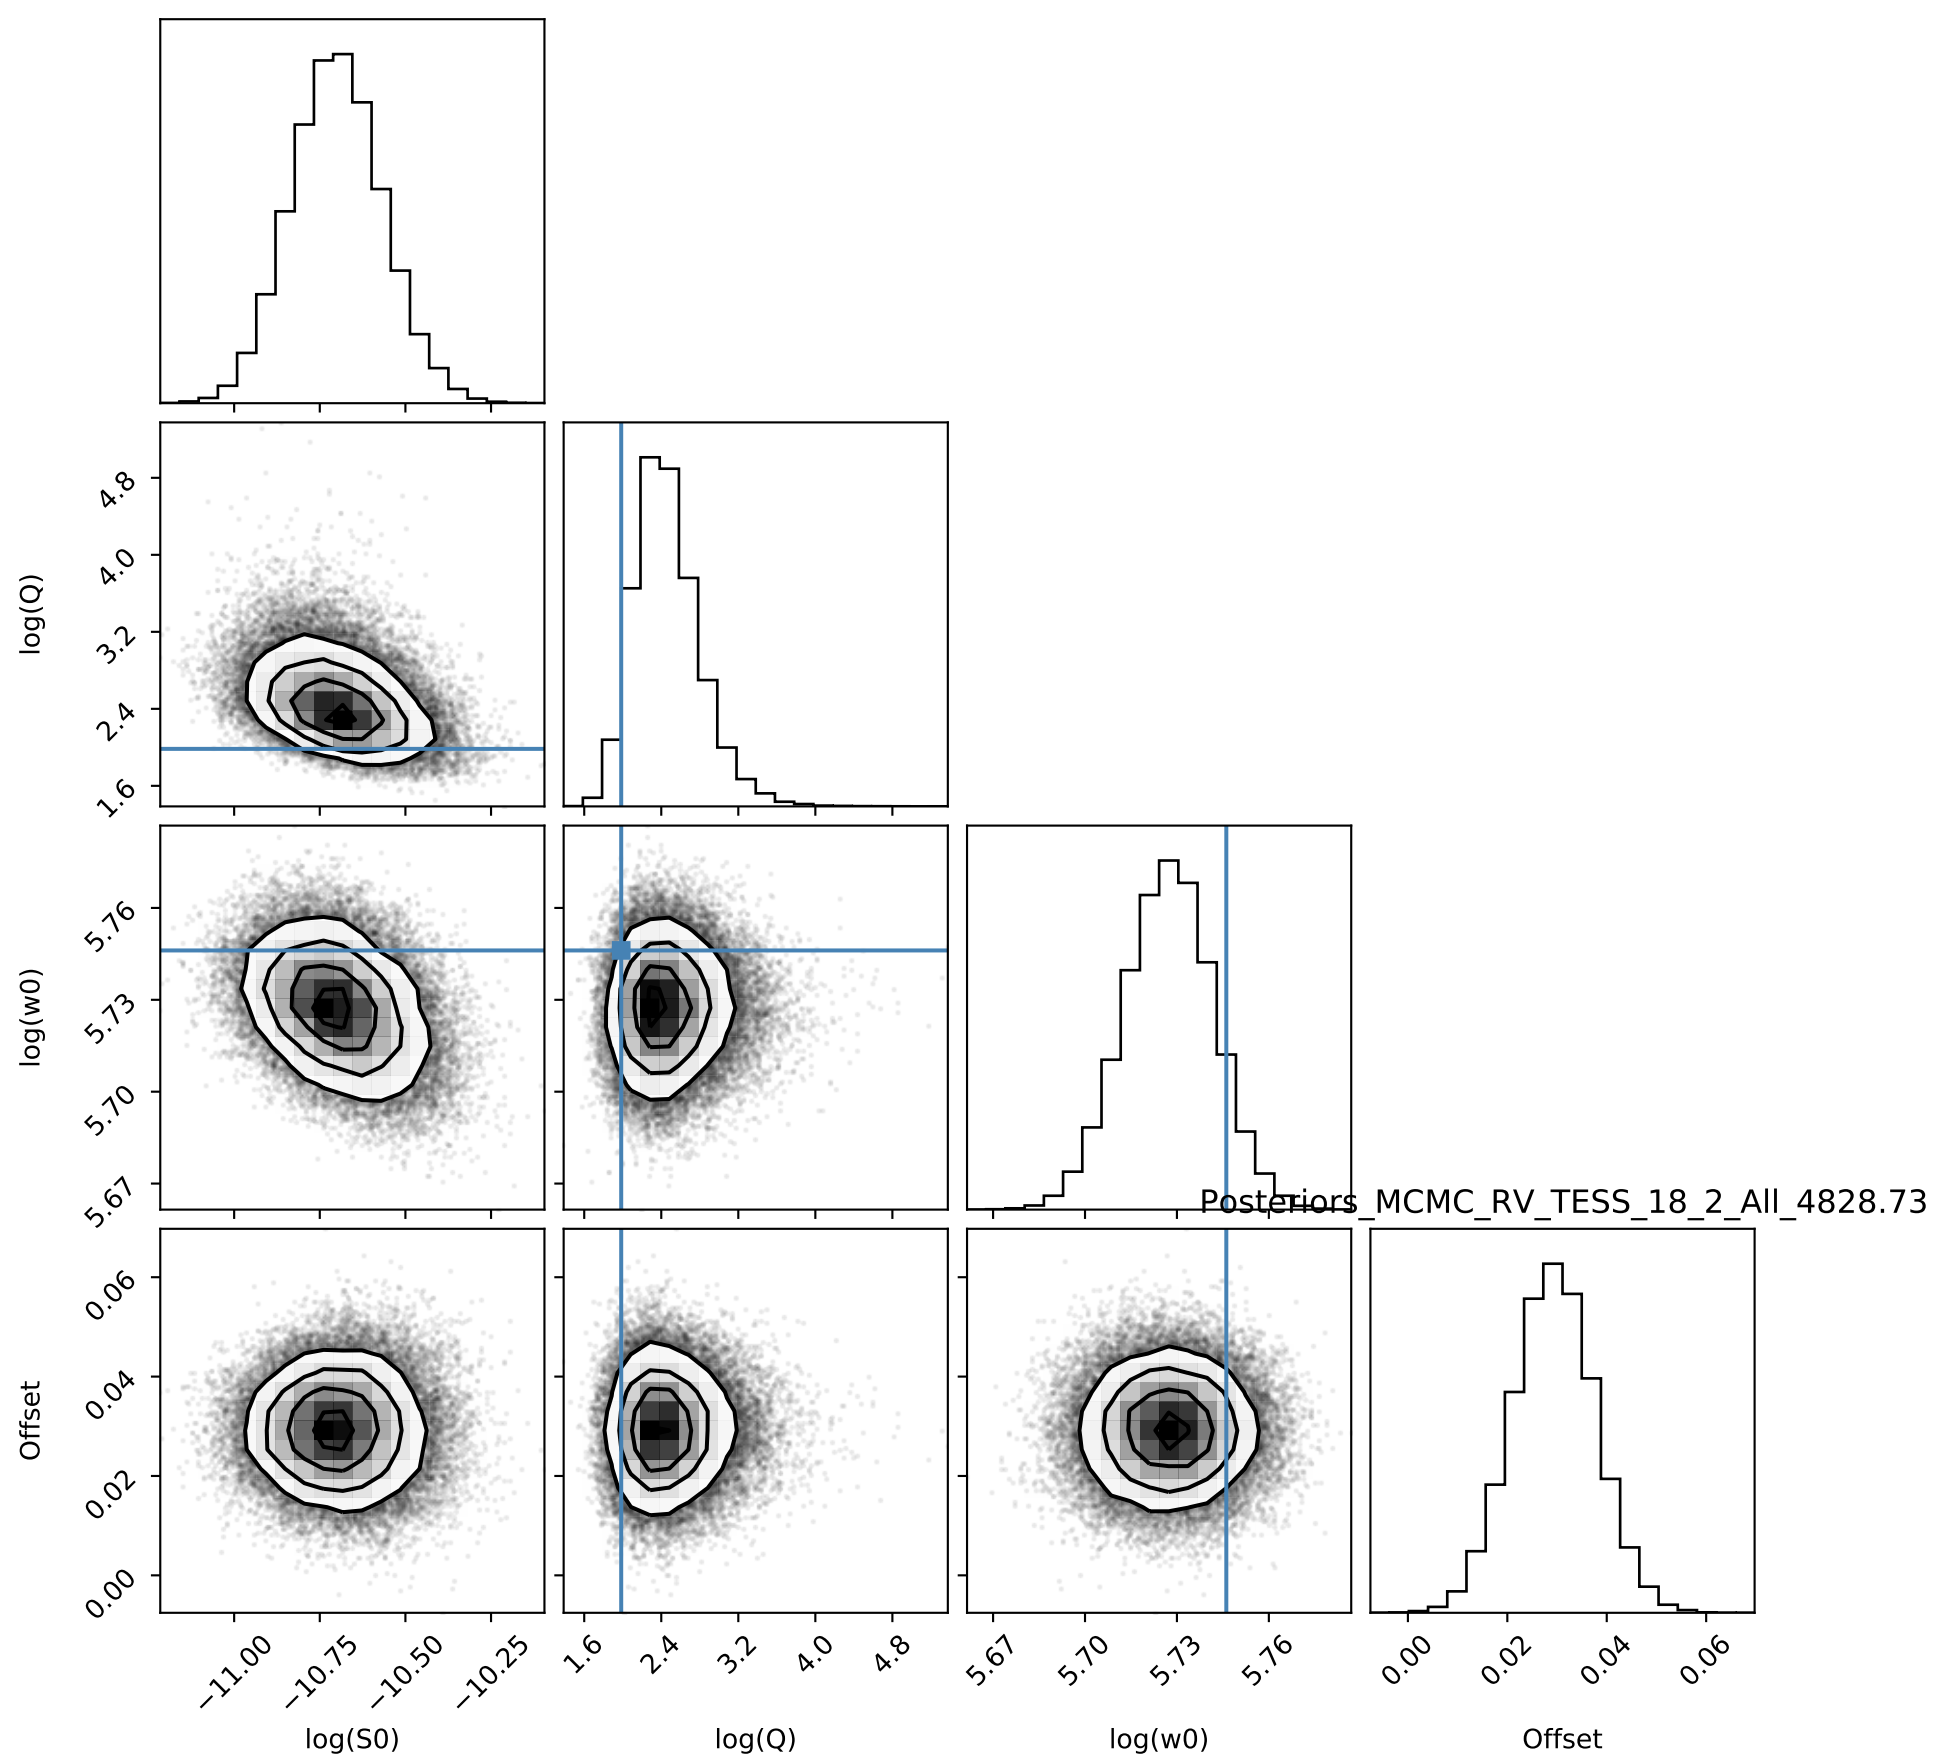 4.8
4.0
3.2
2.4
1.6
log(Q)
5.76
5.73
5.70
5.67
log(w0)
Posteriors_MCMC_RV_TESS_18_2_All_4828.73
0.06
0.04
0.02
0.00
Offset
−11.00 −10.75 −10.50 −10.25
1.6 2.4 3.2 4.0 4.8
5.67 5.70 5.73 5.76
0.00 0.02 0.04 0.06
log(S0) log(Q) log(w0) Offset